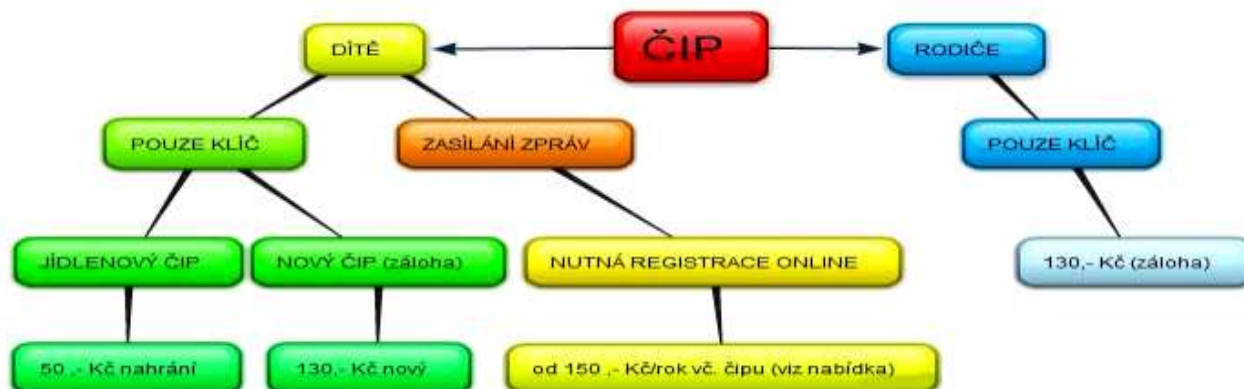 DÍTĚ
ČIP
RODIČE
POUZE KLÍČ
ZASÍLÁNÍ ZPRÁV
POUZE KLÍČ
JÍDLENOVÝ ČIP
NOVÝ ČIP (záloha)
NUTNÁ REGISTRACE ONLINE
130,- Kč (záloha)
50 ,- Kč nahrání
130,- Kč nový
od 150 ,- Kč/rok vč. čipu (viz nabídka)